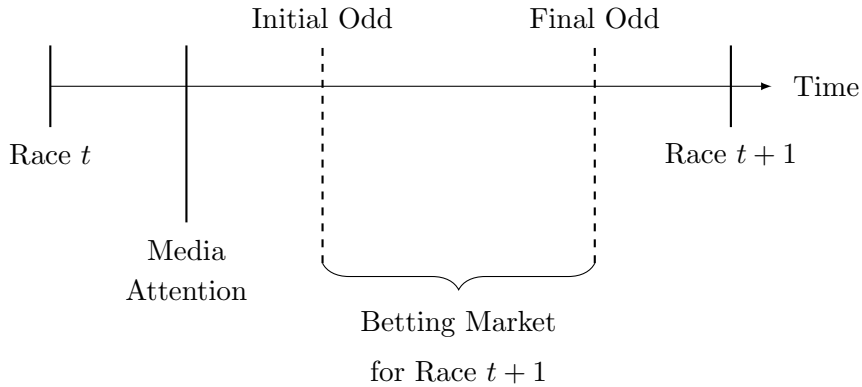 Initial Odd
Final Odd
Time
Race t
Race t + 1
Media
Attention
Betting Market
for Race t + 1